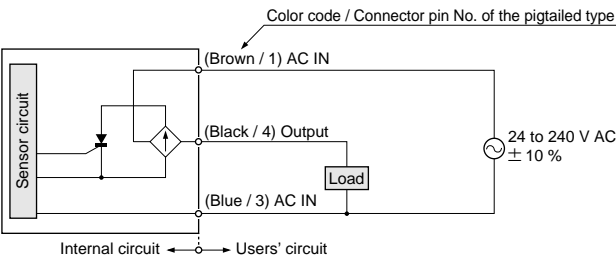 Color code / Connector pin No. of the pigtailed type
(Brown / 1) AC IN
Sensor circuit
(Black / 4) Output
24 to 240 V AC
± 10 %
Load
(Blue / 3) AC IN
Internal circuit
Users' circuit